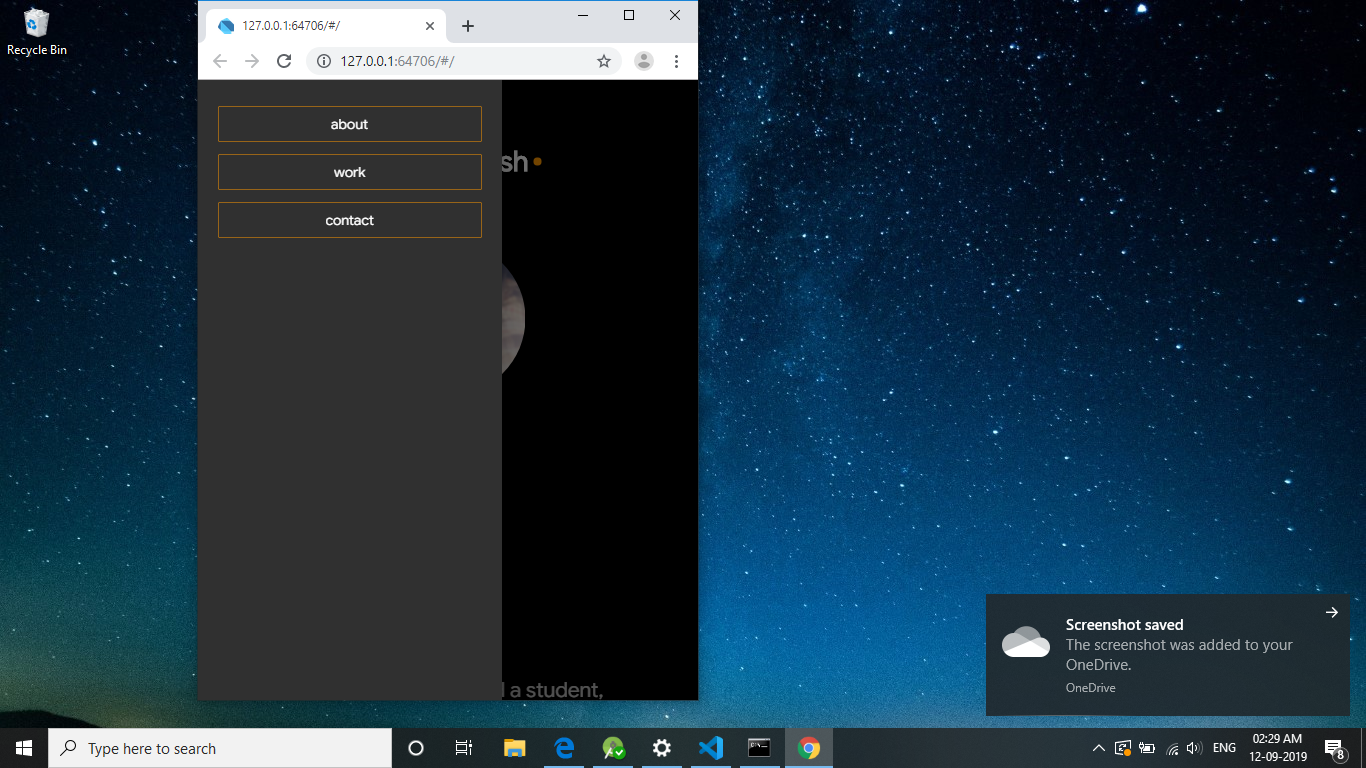 Recycle Bin
127.0.0.1:64706/#/
127.0.0.1:64706/#/
about
work
contact
sh
a student,
Screenshot saved
The screenshot was added to your
OneDrive.
OneDrive
Type here to search
ENG
02:29 AM
12-09-2019
8